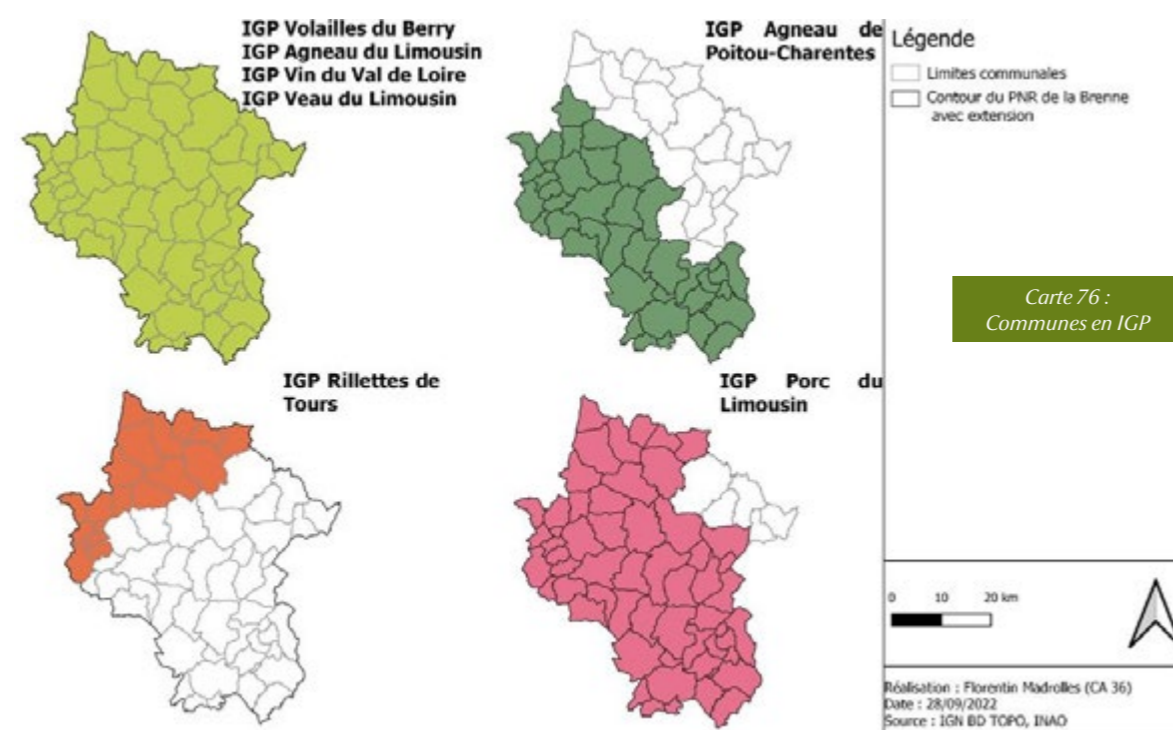 IGP Volailles du Berry
IGP Agneau du Limousin
IGP Vin du Val de Loire
IGP Veau du Limousin
IGP Agneau de
Poitou-Charentes
Légende
Limites communales
Contour du PNR de la Brenne
avec extension
Carte 76 :
Communes en IGP
IGP Rillettes de
Tours
IGP Porc du
Limousin
0 10 20 km
Réalisation : Florentin Madrolles (CA 36)
Date : 28/09/2022
Source : IGN BD TOPO, INAO